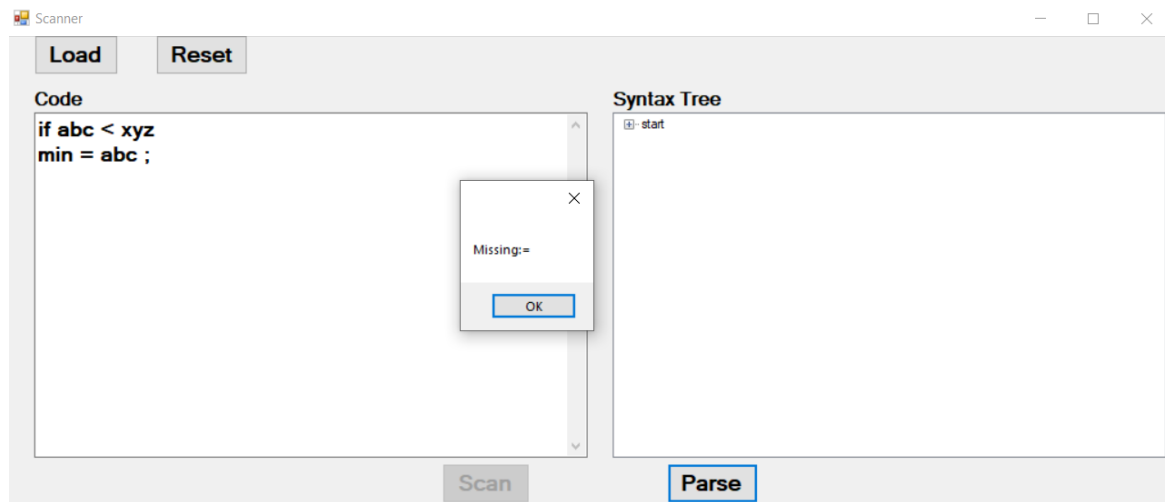 Scanner
Load Reset
Code
Syntax Tree
if abc < xyz
min = abc ;
start
Missing:=
OK
Scan
Parse